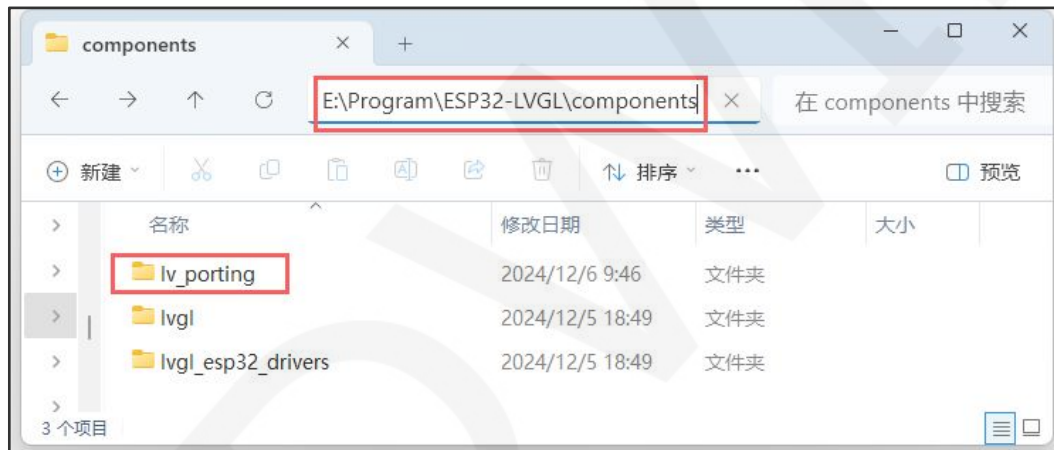 components
E:\Program\ESP32-LVGL\components
在 components 中搜索
新建
排序
预览
名称 修改日期 类型 大小
lv_porting 2024/12/6 9:46 文件夹
lvgl 2024/12/5 18:49 文件夹
lvgl_esp32_drivers 2024/12/5 18:49 文件夹
3 个项目